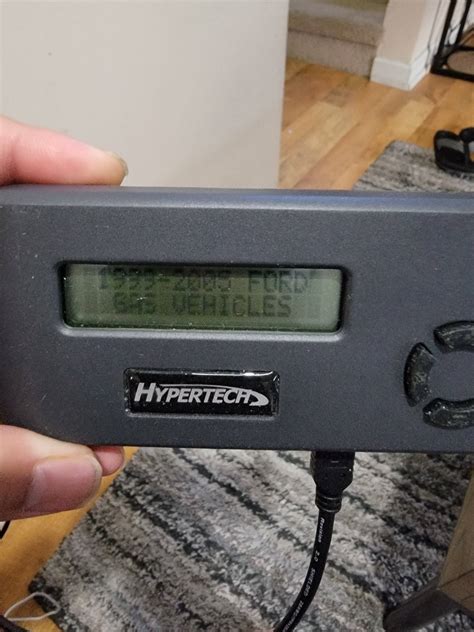 1999-2005 FORD
GAS VEHICLES
HYPERTECH